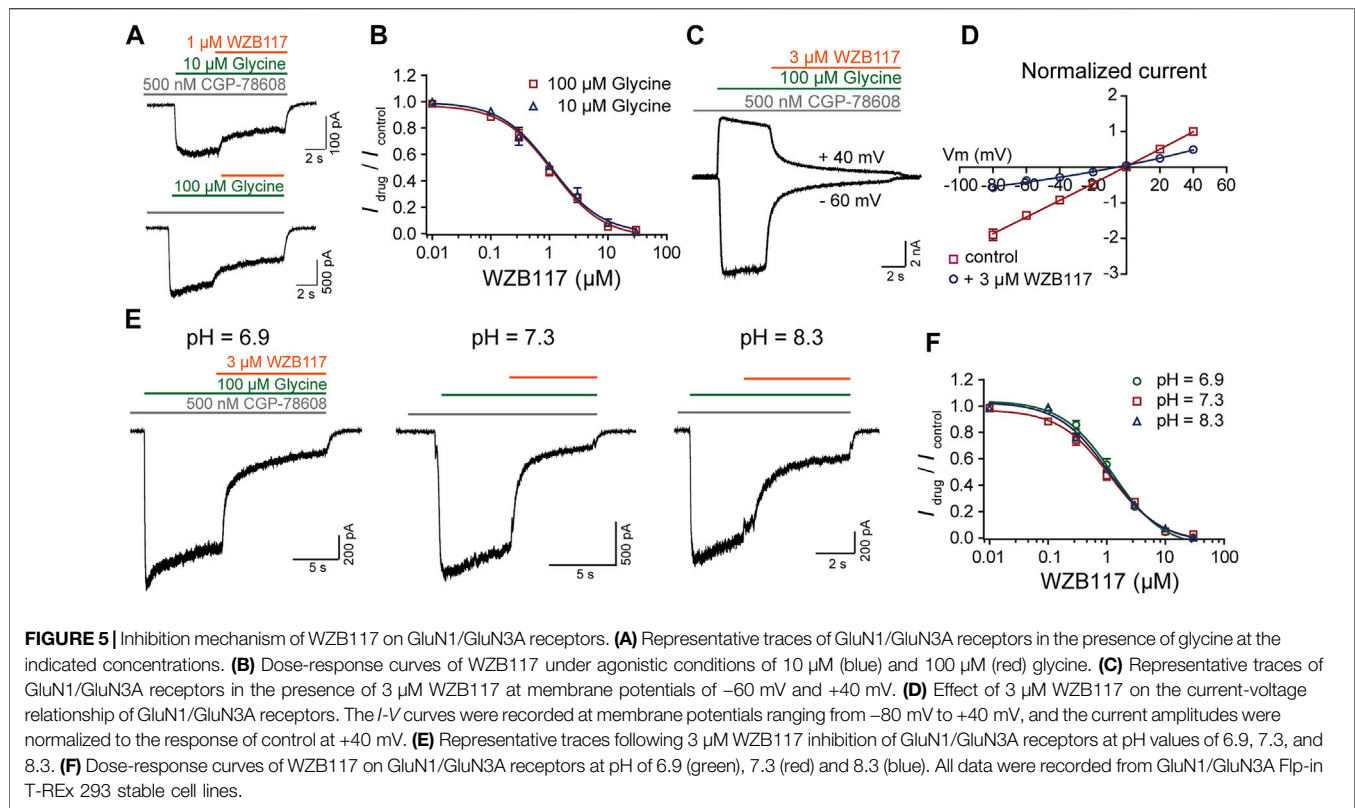 A
1 µM WZB117
10 µM Glycine
500 nM CGP-78608
100 pA
2 s
100 µM Glycine
500 pA
2 s
B
1.2
1.0
0.8
0.6
0.4
0.2
0.0
I drug / I control
100 µM Glycine
10 µM Glycine
0.01 0.1 1 10 100
WZB117 (µM)
C
3 µM WZB117
100 µM Glycine
500 nM CGP-78608
+ 40 mV
- 60 mV
2 nA
2 s
D
Normalized current
2
1
Vm (mV)
-100 -80 -60 -40 -20 20 40 60
-1
-2
-3
control
+ 3 µM WZB117
E
pH = 6.9
3 µM WZB117
100 µM Glycine
500 nM CGP-78608
200 pA
5 s
pH = 7.3
500 pA
5 s
pH = 8.3
200 pA
2 s
F
1.2
1.0
0.8
0.6
0.4
0.2
0.0
I drug / I control
pH = 6.9
pH = 7.3
pH = 8.3
0.01 0.1 1 10 100
WZB117 (µM)
FIGURE 5 | Inhibition mechanism of WZB117 on GluN1/GluN3A receptors. (A) Representative traces of GluN1/GluN3A receptors in the presence of glycine at the
indicated concentrations. (B) Dose-response curves of WZB117 under agonistic conditions of 10 µM (blue) and 100 µM (red) glycine. (C) Representative traces of
GluN1/GluN3A receptors in the presence of 3 µM WZB117 at membrane potentials of −60 mV and +40 mV. (D) Effect of 3 µM WZB117 on the current-voltage
relationship of GluN1/GluN3A receptors. The I-V curves were recorded at membrane potentials ranging from −80 mV to +40 mV, and the current amplitudes were
normalized to the response of control at +40 mV. (E) Representative traces following 3 µM WZB117 inhibition of GluN1/GluN3A receptors at pH values of 6.9, 7.3, and
8.3. (F) Dose-response curves of WZB117 on GluN1/GluN3A receptors at pH of 6.9 (green), 7.3 (red) and 8.3 (blue). All data were recorded from GluN1/GluN3A Flp-in
T-REx 293 stable cell lines.